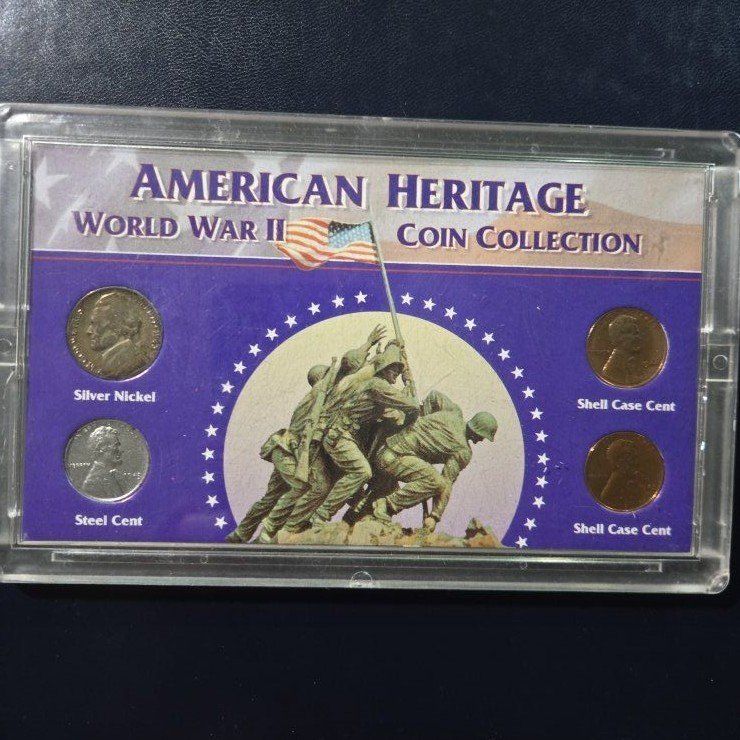 AMERICAN HERITAGE
WORLD WAR II COIN COLLECTION
Silver Nickel
Shell Case Cent
Steel Cent
Shell Case Cent